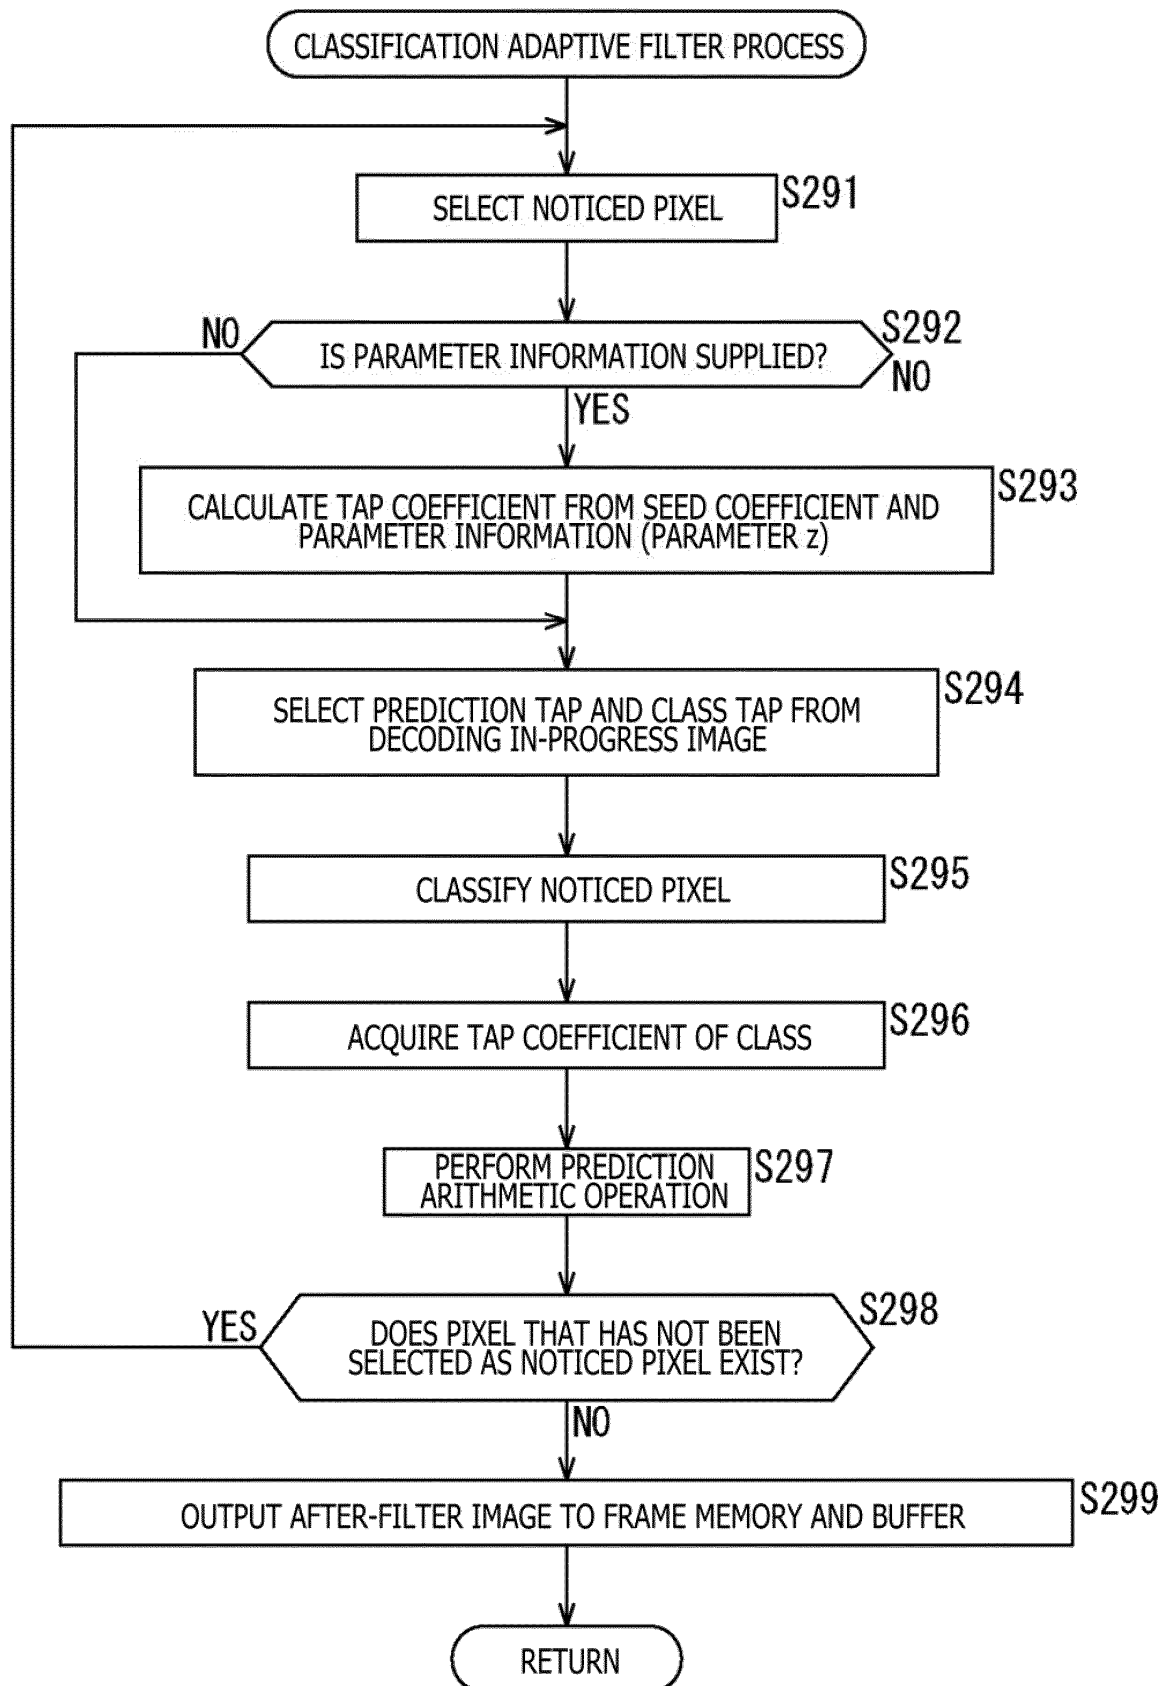 CLASSIFICATION ADAPTIVE FILTER PROCESS
SELECT NOTICED PIXEL
S291
NO
IS PARAMETER INFORMATION SUPPLIED?
S292
NO
YES
CALCULATE TAP COEFFICIENT FROM SEED COEFFICIENT AND
PARAMETER INFORMATION (PARAMETER z)
S293
SELECT PREDICTION TAP AND CLASS TAP FROM
DECODING IN-PROGRESS IMAGE
S294
CLASSIFY NOTICED PIXEL
S295
ACQUIRE TAP COEFFICIENT OF CLASS
S296
PERFORM PREDICTION
ARITHMETIC OPERATION
S297
YES
DOES PIXEL THAT HAS NOT BEEN
SELECTED AS NOTICED PIXEL EXIST?
S298
NO
OUTPUT AFTER-FILTER IMAGE TO FRAME MEMORY AND BUFFER
S299
RETURN